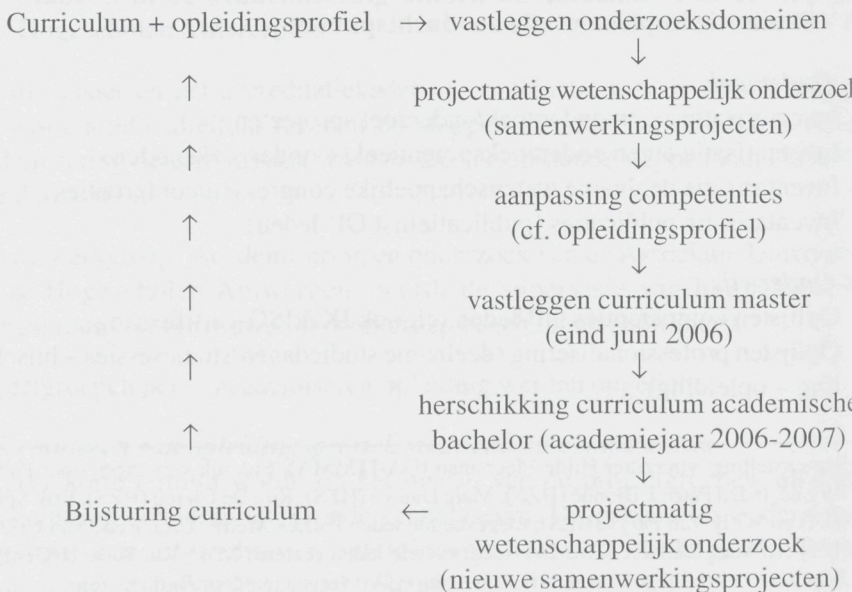 Curriculum + opleidingsprofiel vastleggen onderzoeksdomeinen
↓
↑ projectmatig wetenschappelijk onderzoek
(samenwerkingsprojecten)
↑ ↓
aanpassing competenties
↑ (cf. opleidingsprofiel)
↓
↑ vastleggen curriculum master
(eind juni 2006)
↑ ↓
herschikking curriculum academische
↑ bachelor (academiejaar 2006-2007)
↓
Bijsturing curriculum ← projectmatig
wetenschappelijk onderzoek
(nieuwe samenwerkingsprojecten)